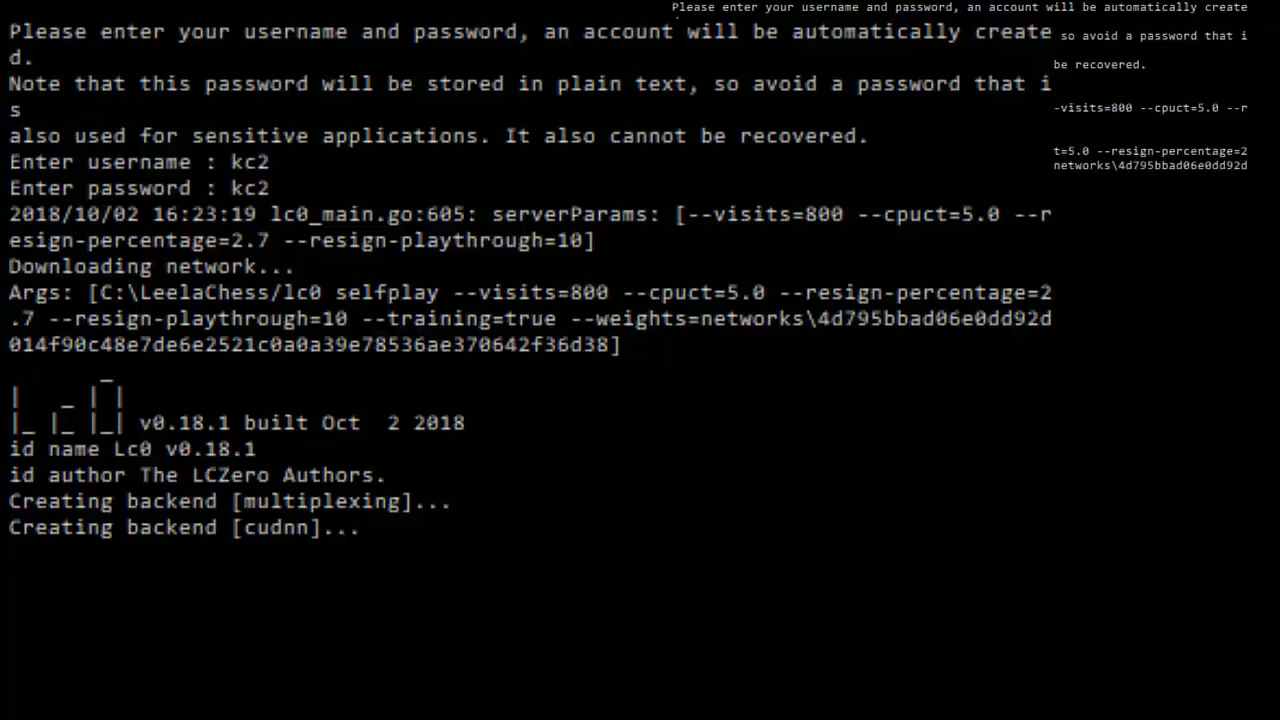 Please enter your username and password, an account will be automatically create
d.
Note that this password will be stored in plain text, so avoid a password that i
s
also used for sensitive applications. It also cannot be recovered.
Enter username : kc2
Enter password : kc2
2018/10/02 16:23:19 lc0_main.go:605: serverParams: [--visits=800 --cpuct=5.0 --r
esign-percentage=2.7 --resign-playthrough=10]
Downloading network...
Args: [C:\LeelaChess/lc0 selfplay --visits=800 --cpuct=5.0 --resign-percentage=2
.7 --resign-playthrough=10 --training=true --weights=networks\4d795bbad06e0dd92d
014f90c48e7de6e2521c0a0a39e78536ae370642f36d38]
       _
|   _ | |
|_ |_ |_| v0.18.1 built Oct  2 2018
id name Lc0 v0.18.1
id author The LCZero Authors.
Creating backend [multiplexing]...
Creating backend [cudnn]...
Please enter your username and password, an account will be automatically create
so avoid a password that i
be recovered.
-visits=800 --cpuct=5.0 --r
t=5.0 --resign-percentage=2
networks\4d795bbad06e0dd92d